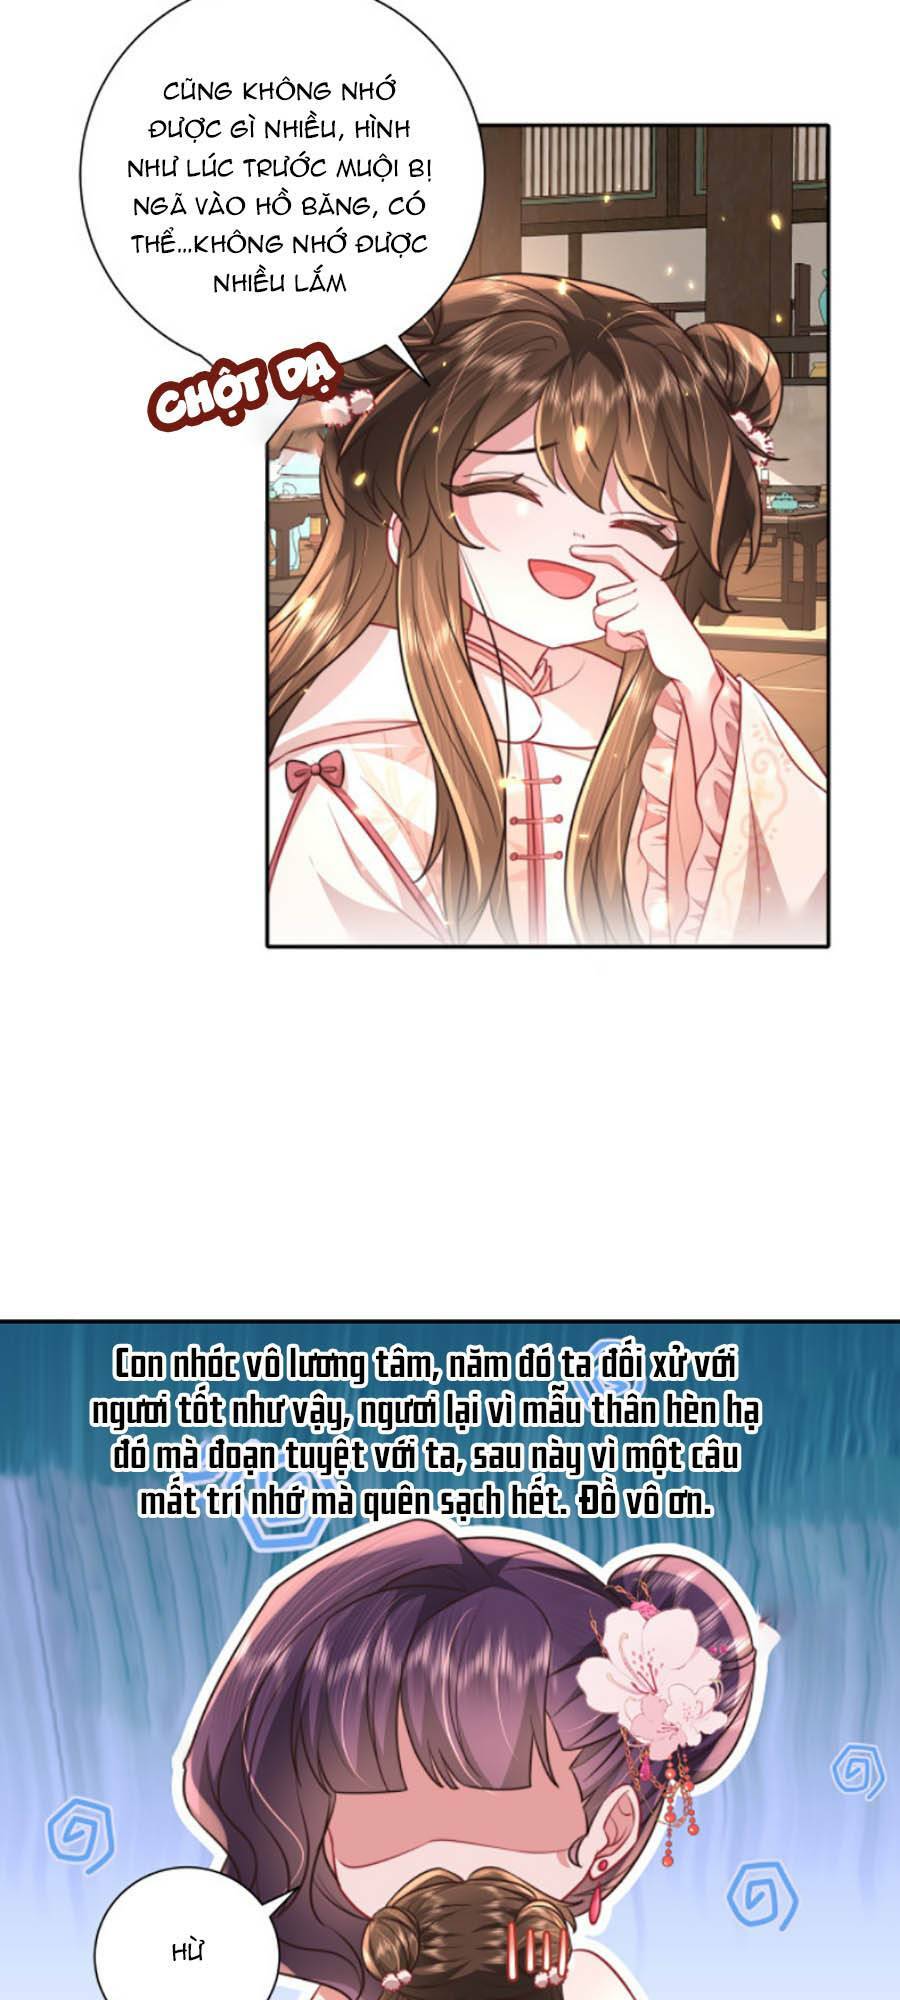 CŨNG KHÔNG NHỚ
ĐƯỢC GÌ NHIỀU, HÌNH
NHƯ LÚC TRƯỚC MUỘI BỊ
NGÃ VÀO HỒ BĂNG, CÓ
THỂ...KHÔNG NHỚ ĐƯỢC
NHIỀU LẮM
CHỘT DẠ
Con nhóc vô lương tâm, năm đó ta đối xử với
ngươi tốt như vậy, ngươi lại vì mẫu thân hèn hạ
đó mà đoạn tuyệt với ta, sau này vì một câu
mất trí nhớ mà quên sạch hết. Đồ vô ơn.
HỪ